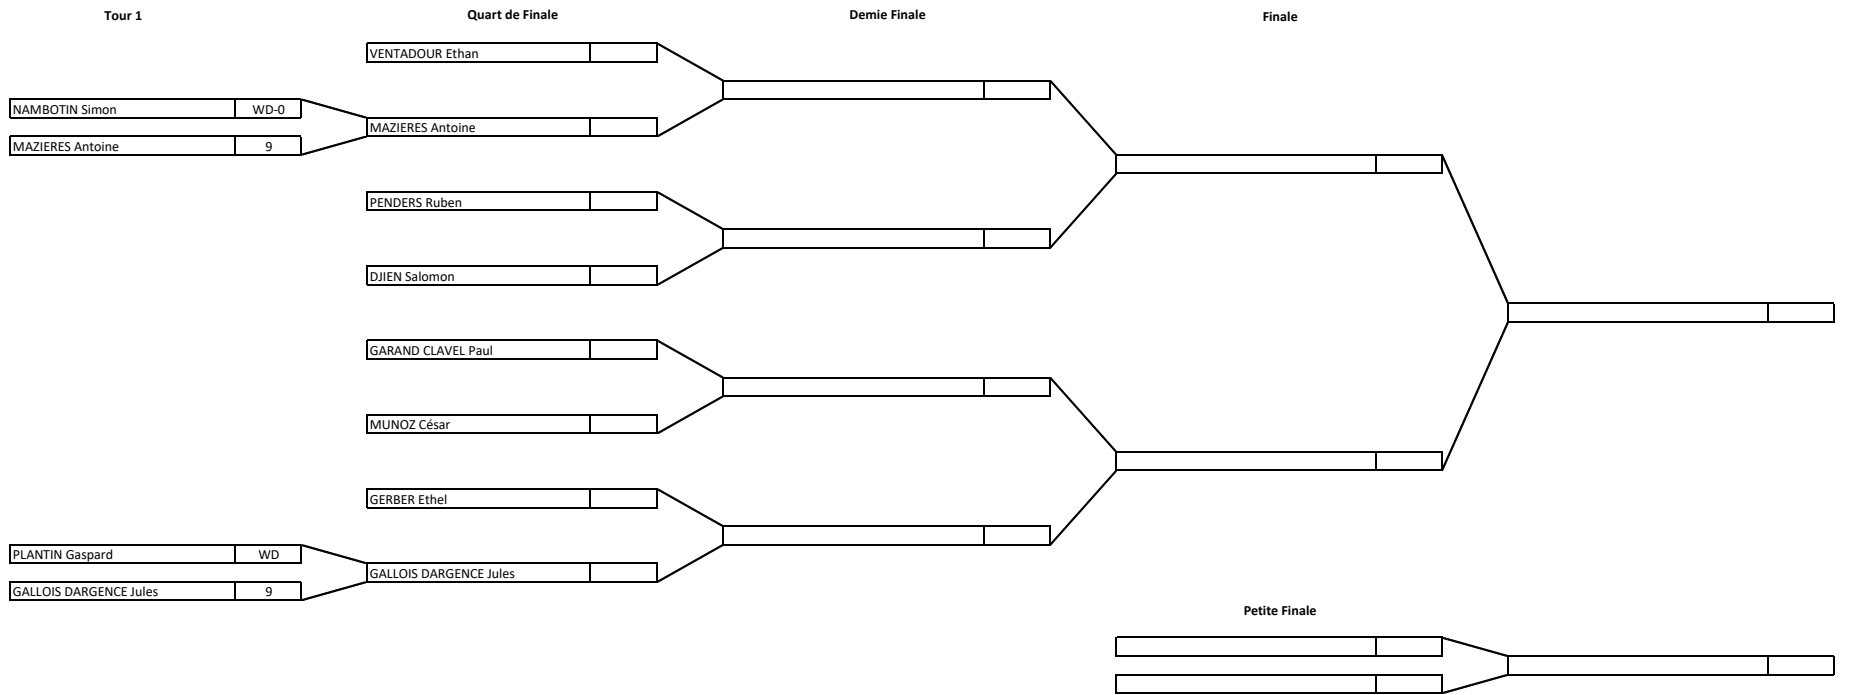 Tour 1
Quart de Finale
Demie Finale
Finale
VENTADOUR Ethan
NAMBOTIN Simon WD-0
MAZIERES Antoine
MAZIERES Antoine 9
PENDERS Ruben
DJIEN Salomon
GARAND CLAVEL Paul
MUNOZ César
GERBER Ethel
PLANTIN Gaspard WD
GALLOIS DARGENCE Jules
GALLOIS DARGENCE Jules 9
Petite Finale